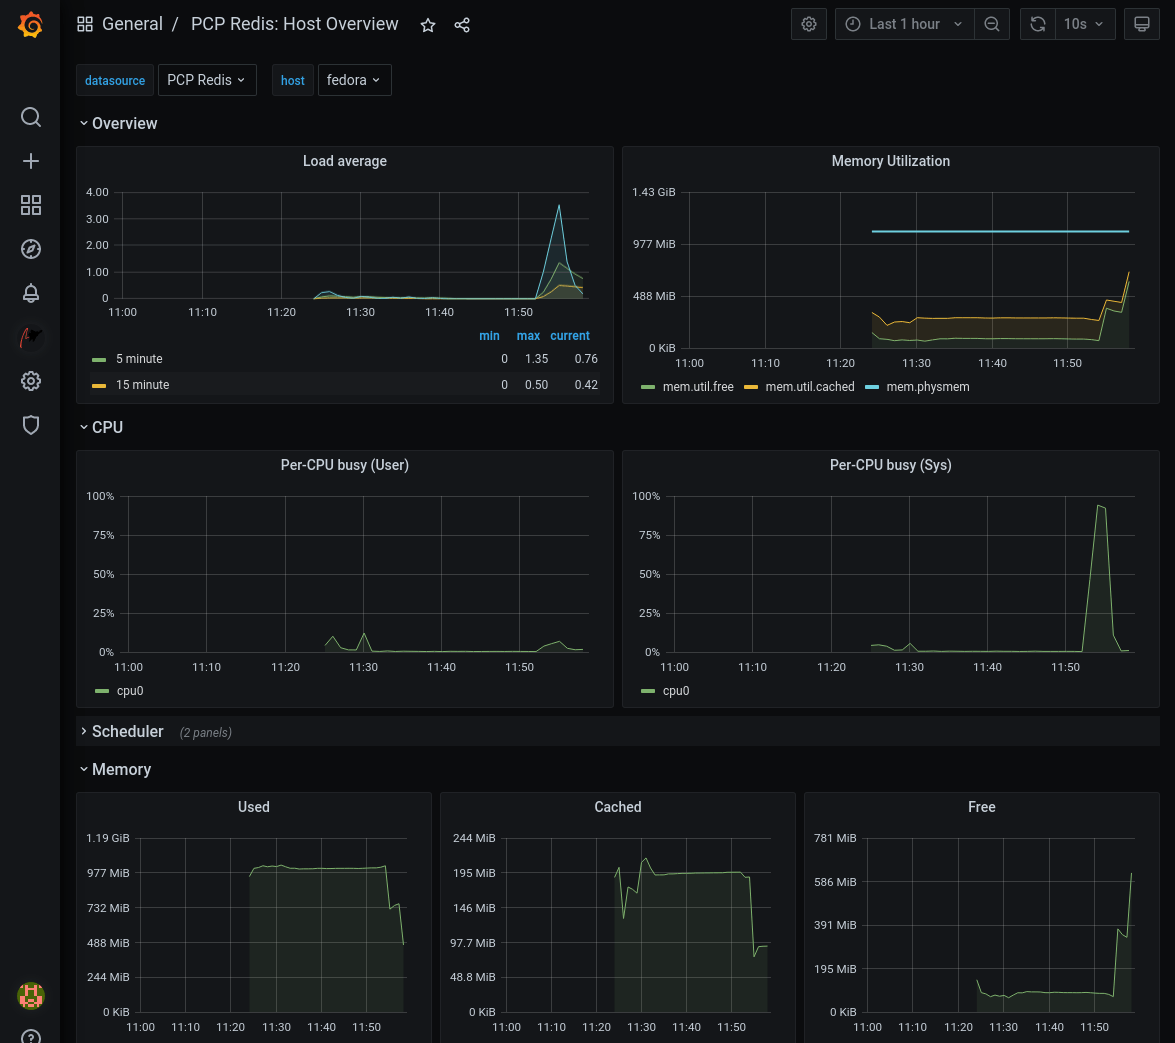 General / PCP Redis: Host Overview
Last 1 hour
10s
datasource PCP Redis host fedora
Overview
Load average
4.00
3.00
2.00
1.00
0
11:00 11:10 11:20 11:30 11:40 11:50
min max current
5 minute 0 1.35 0.76
15 minute 0 0.50 0.42
Memory Utilization
1.43 GiB
977 MiB
488 MiB
0 KiB
11:00 11:10 11:20 11:30 11:40 11:50
mem.util.free mem.util.cached mem.physmem
CPU
Per-CPU busy (User)
100%
75%
50%
25%
0%
11:00 11:10 11:20 11:30 11:40 11:50
cpu0
Per-CPU busy (Sys)
100%
75%
50%
25%
0%
11:00 11:10 11:20 11:30 11:40 11:50
cpu0
Scheduler (2 panels)
Memory
Used
1.19 GiB
977 MiB
732 MiB
488 MiB
244 MiB
0 KiB
11:00 11:10 11:20 11:30 11:40 11:50
Cached
244 MiB
195 MiB
146 MiB
97.7 MiB
48.8 MiB
0 KiB
11:00 11:10 11:20 11:30 11:40 11:50
Free
781 MiB
586 MiB
391 MiB
195 MiB
0 KiB
11:00 11:10 11:20 11:30 11:40 11:50